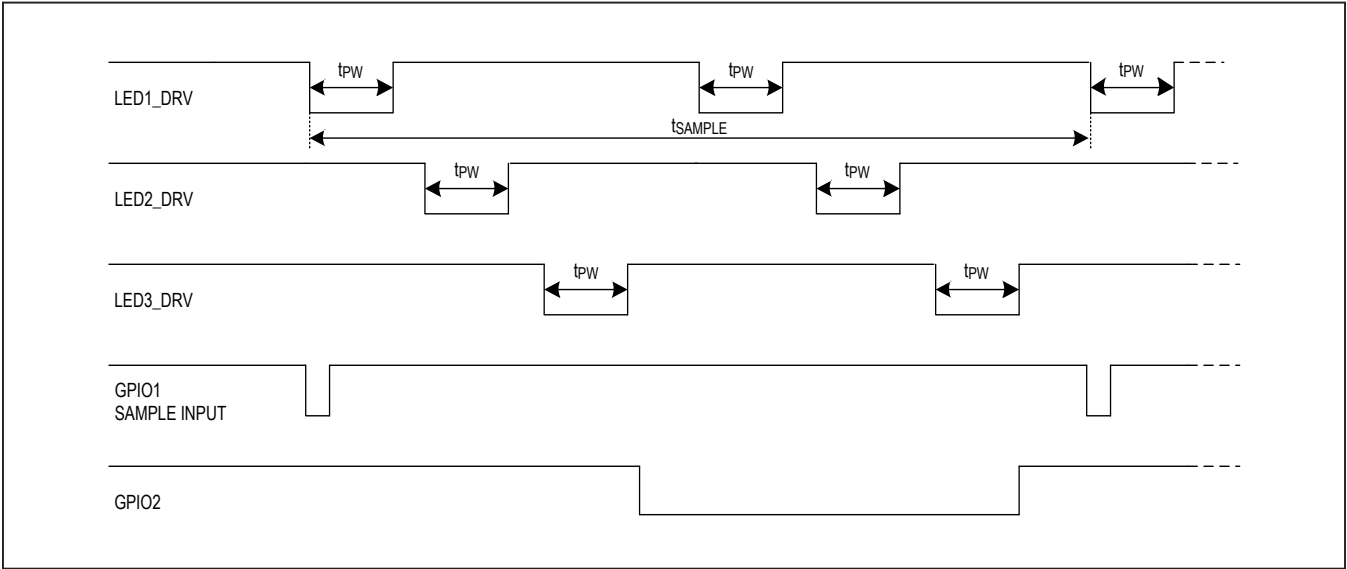 tPW tPW tPW
LED1_DRV
tSAMPLE
tPW tPW
LED2_DRV
tPW tPW
LED3_DRV
GPIO1
SAMPLE INPUT
GPIO2